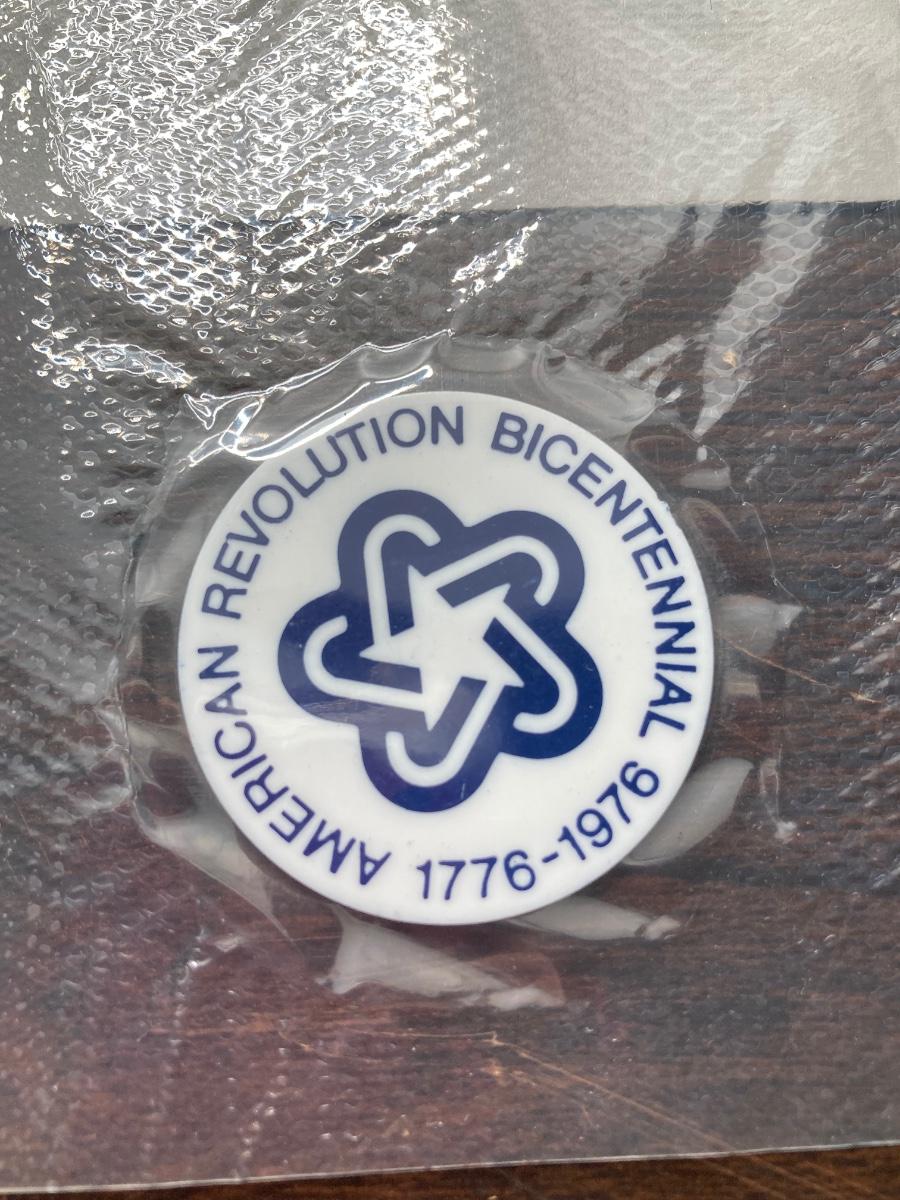 AMERICAN REVOLUTION BICENTENNIAL
1776-1976